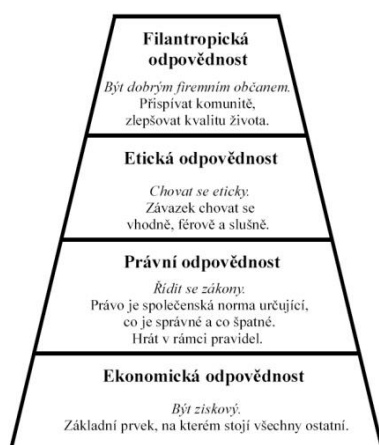 Filantropická
odpovědnost
Být dobrým firemním občanem.
Přispívat komunitě,
zlepšovat kvalitu života.
Etická odpovědnost
Chovat se eticky.
Závazek chovat se
vhodně, férově a slušně.
Právní odpovědnost
Řídit se zákony.
Právo je společenská norma určující,
co je správné a co špatné.
Hrát v rámci pravidel.
Ekonomická odpovědnost
Být ziskový.
Základní prvek, na kterém stojí všechny ostatní.